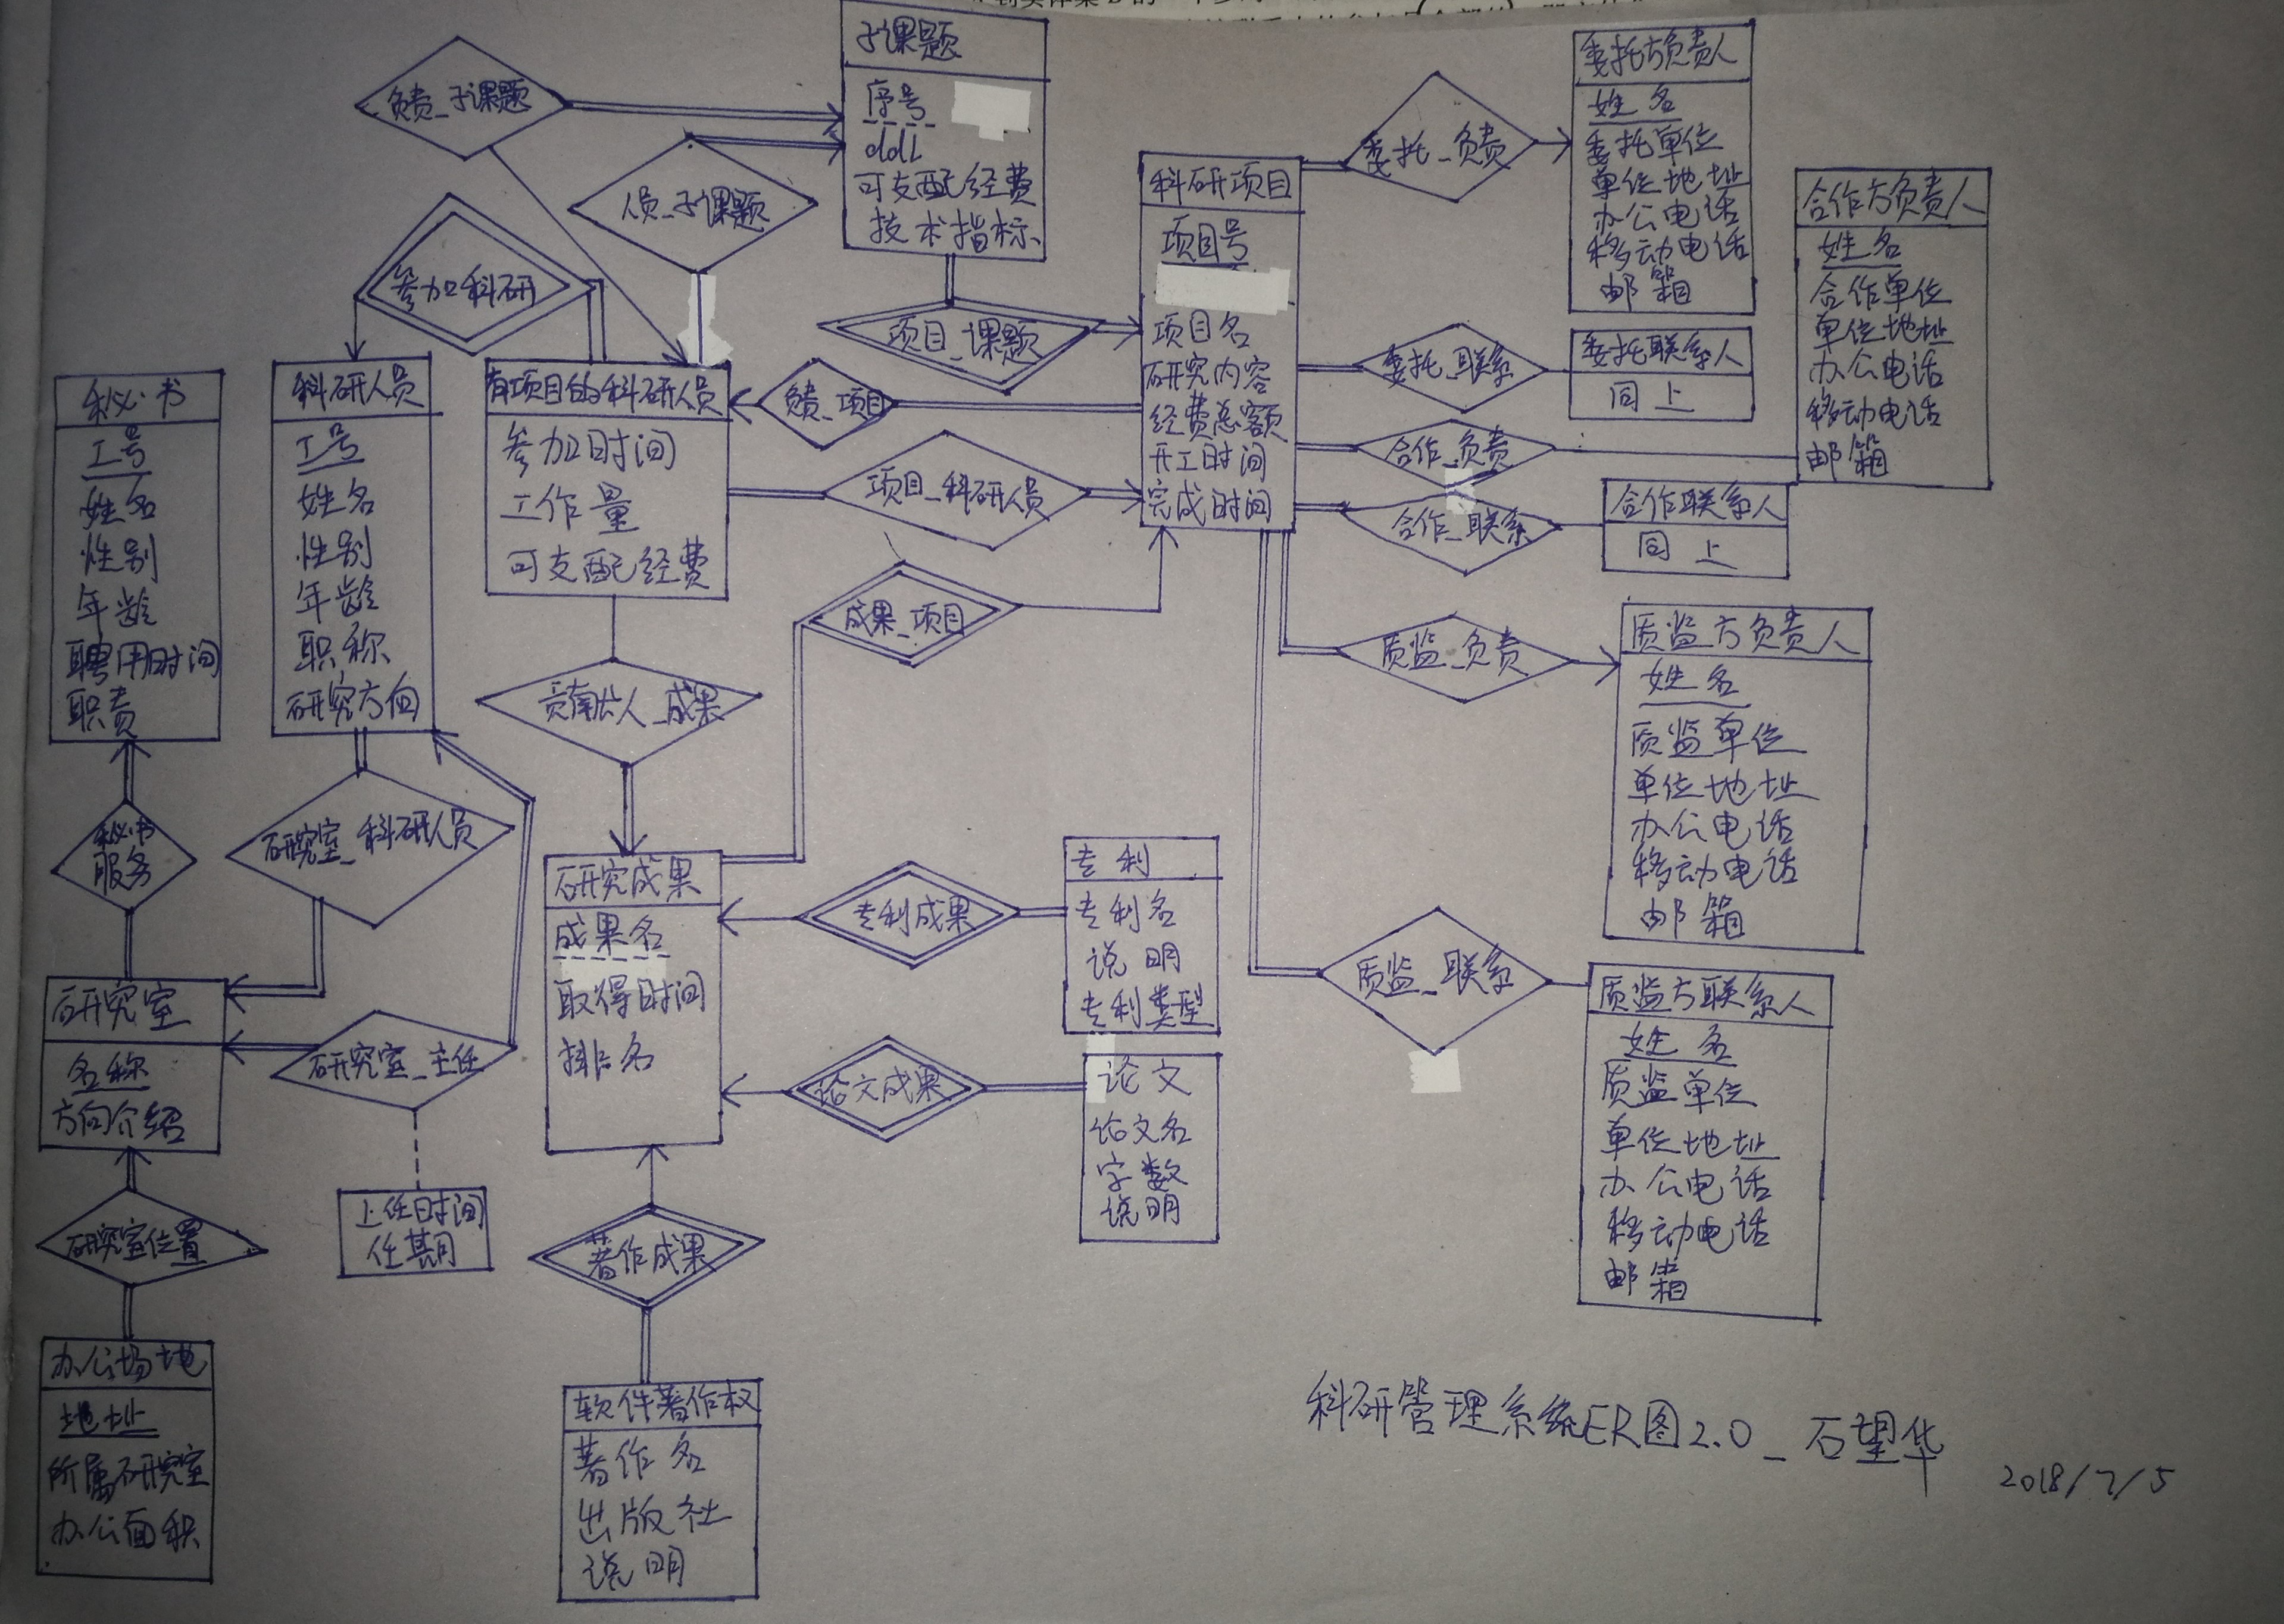 子课题
序号
ddl
可支配经费
技术指标
负责_子课题
人员_子课题
参加科研
项目_课题
科研项目
项目号
项目名
研究内容
经费总额
开工时间
完成时间
委托_负责
委托方负责人
姓名
委托单位
单位地址
办公电话
移动电话
邮箱
合作方负责人
姓名
合作单位
单位地址
办公电话
移动电话
邮箱
委托_联系
委托联系人
同上
合作_负责
合作_联系
合作联系人
同上
秘书
工号
姓名
性别
年龄
聘用时间
职责
科研人员
工号
姓名
性别
年龄
职称
研究方向
有项目的科研人员
参加时间
工作量
可支配经费
负责_项目
项目_科研人员
成果_项目
人_成果
质监_负责
质监方负责人
姓名
质监单位
单位地址
办公电话
移动电话
邮箱
秘书
服务
研究室_科研人员
研究室
名称
方向介绍
研究室_主任
上任时间
任期
研究室位置
办公场地
地址
所属研究室
办公面积
研究成果
成果名
取得时间
排名
专利成果
专利
专利名
说明
专利类型
论文成果
论文
论文名
字数
说明
著作成果
软件著作权
著作名
出版社
说明
质监_联系
质监方联系人
姓名
质监单位
单位地址
办公电话
移动电话
邮箱
科研管理系统ER图2.0_石望华
2018/7/5